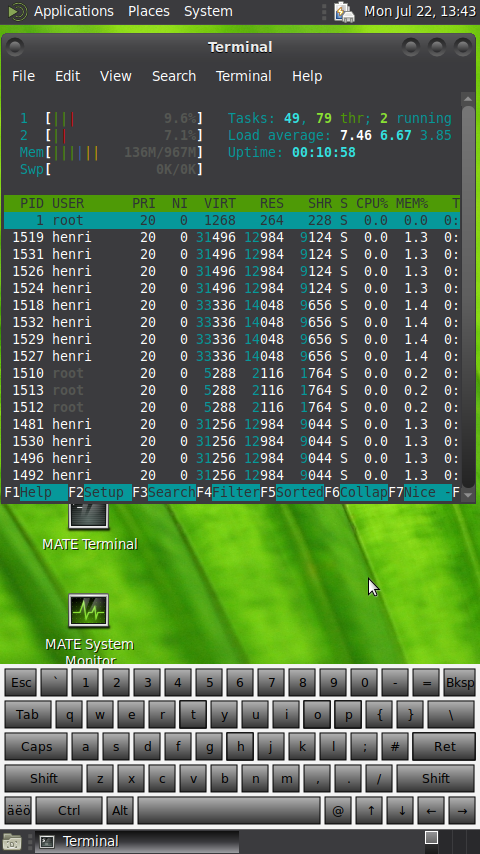 Applications Places System Mon Jul 22, 13:43
Terminal
File Edit View Search Terminal Help
1 [||| 9.6%] Tasks: 49, 79 thr; 2 running
2 [|| 7.1%] Load average: 7.46 6.67 3.85
Mem[|||||| 136M/967M] Uptime: 00:10:58
Swp[ 0K/0K]
PID USER PRI NI VIRT RES SHR S CPU% MEM% T
1 root 20 0 1268 264 228 S 0.0 0.0 0:
1519 henri 20 0 31496 12984 9124 S 0.0 1.3 0:
1531 henri 20 0 31496 12984 9124 S 0.0 1.3 0:
1526 henri 20 0 31496 12984 9124 S 0.0 1.3 0:
1524 henri 20 0 31496 12984 9124 S 0.0 1.3 0:
1518 henri 20 0 33336 14048 9656 S 0.0 1.4 0:
1532 henri 20 0 33336 14048 9656 S 0.0 1.4 0:
1529 henri 20 0 33336 14048 9656 S 0.0 1.4 0:
1527 henri 20 0 33336 14048 9656 S 0.0 1.4 0:
1510 root 20 0 5288 2116 1764 S 0.0 0.2 0:
1513 root 20 0 5288 2116 1764 S 0.0 0.2 0:
1512 root 20 0 5288 2116 1764 S 0.0 0.2 0:
1481 henri 20 0 31256 12984 9044 S 0.0 1.3 0:
1530 henri 20 0 31256 12984 9044 S 0.0 1.3 0:
1496 henri 20 0 31256 12984 9044 S 0.0 1.3 0:
1492 henri 20 0 31256 12984 9044 S 0.0 1.3 0:
F1Help F2Setup F3SearchF4FilterF5SortedF6CollapF7Nice -F
MATE Terminal
MATE System
Monitor
Esc ` 1 2 3 4 5 6 7 8 9 0 - = Bksp
Tab q w e r t y u i o p { } \
Caps a s d f g h j k l ; # Ret
Shift z x c v b n m , . / Shift
äëö Ctrl Alt @ ↑ ↓ ← →
Terminal